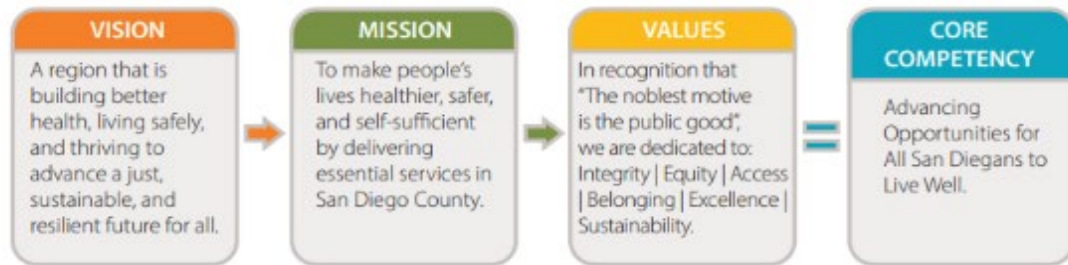 VISION
A region that is
building better
health, living safely,
and thriving to
advance a just,
sustainable, and
resilient future for all.
MISSION
To make people's
lives healthier, safer,
and self-sufficient
by delivering
essential services in
San Diego County.
VALUES
In recognition that
"The noblest motive
is the public good",
we are dedicated to:
Integrity | Equity | Access
| Belonging | Excellence |
Sustainability.
CORE
COMPETENCY
Advancing
Opportunities for
All San Diegans to
Live Well.